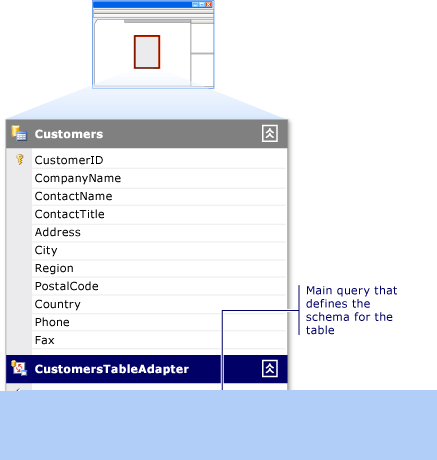 Customers
CustomerID
CompanyName
ContactName
ContactTitle
Address
City
Region
PostalCode
Country
Phone
Fax
CustomersTableAdapter
Main query that
defines the
schema for the
table